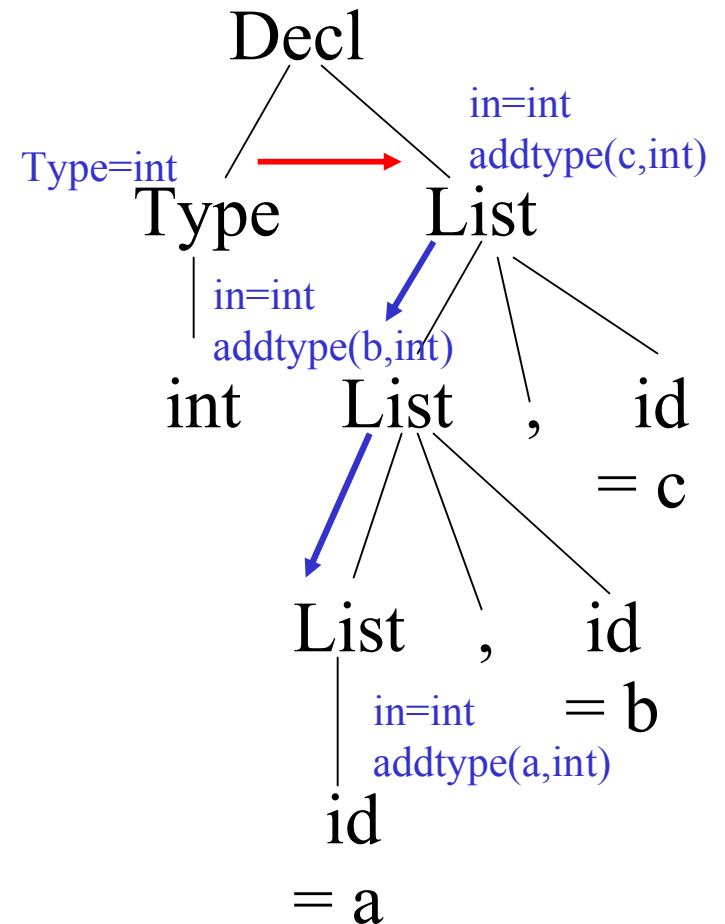 Decl
in=int
addtype(c,int)
Type=int
Type List
in=int
addtype(b,int)
int List , id
= c
List , id
= b
in=int
addtype(a,int)
id
= a